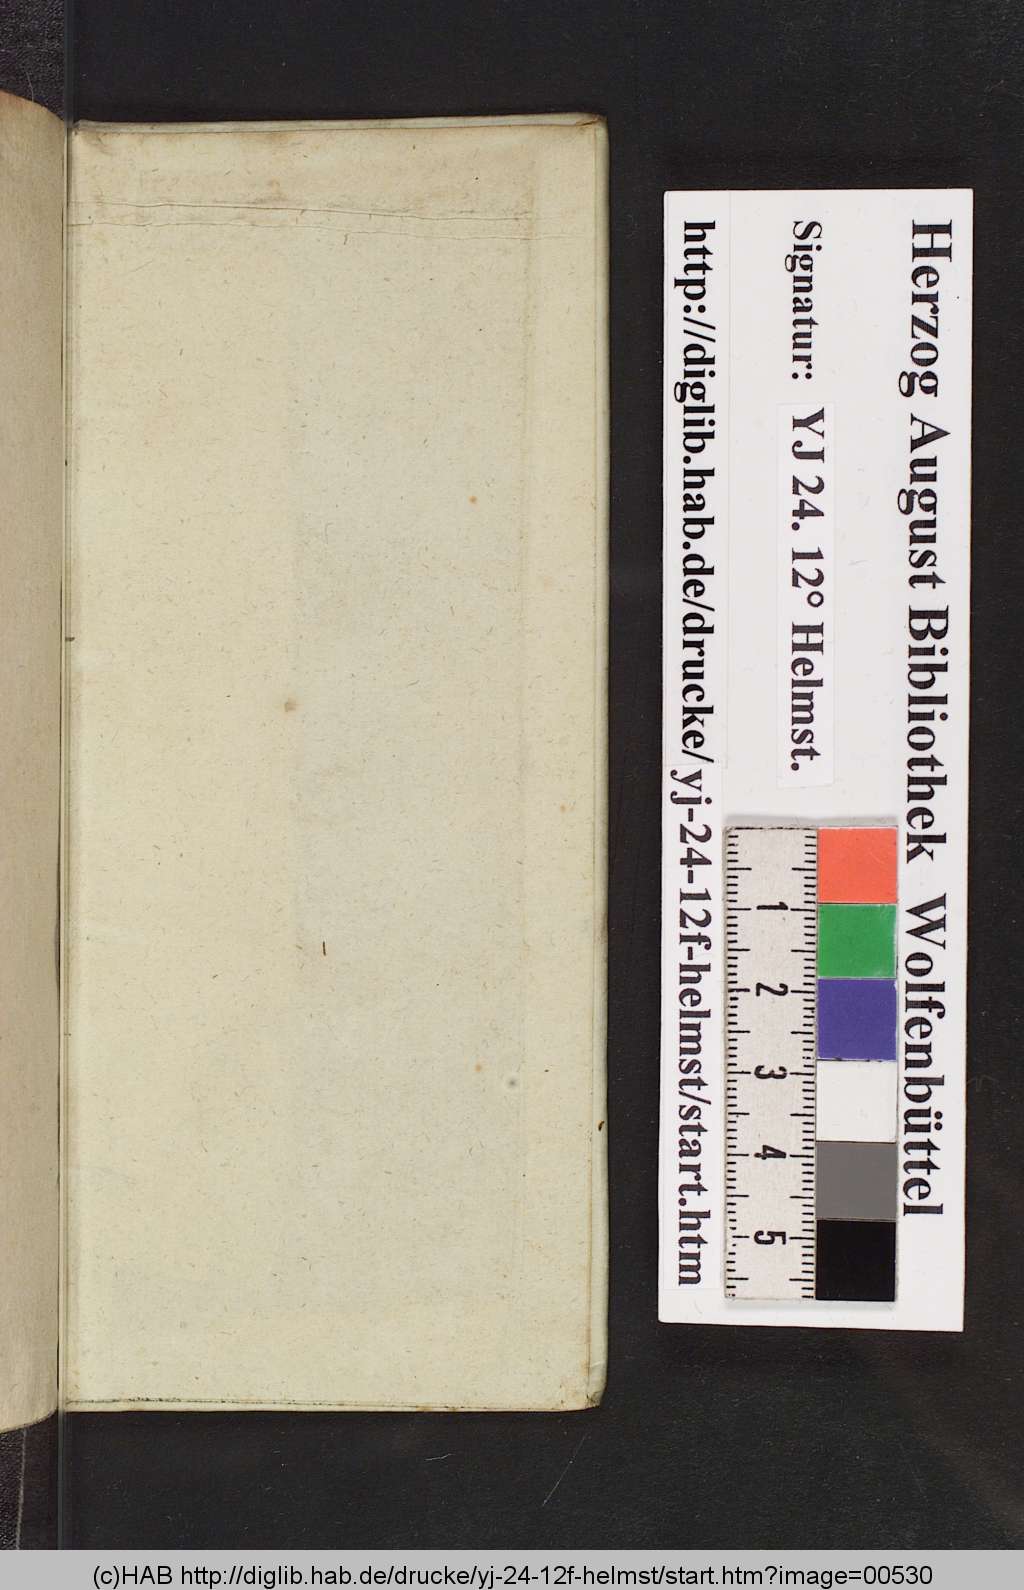 Herzog August Bibliothek Wolfenbüttel
Signatur: YJ 24. 12° Helmst.
http://diglib.hab.de/drucke/yj-24-12f-helmst/start.htm
1 2 3 4 5
(c)HAB http://diglib.hab.de/drucke/yj-24-12f-helmst/start.htm?image=00530